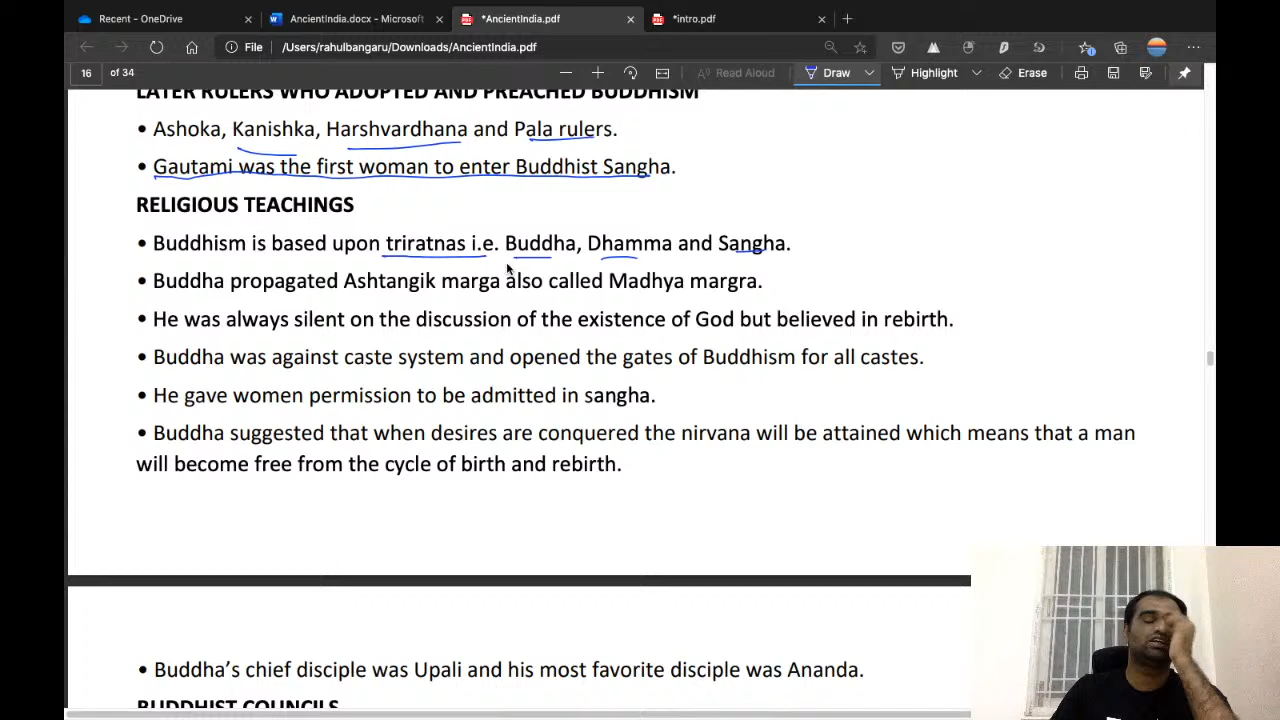 Recent - OneDrive
AncientIndia.docx - Microsoft
*AncientIndia.pdf
*intro.pdf
File
/Users/rahulbangaru/Downloads/AncientIndia.pdf
16 of 34
Read Aloud
Draw
Highlight
Erase
LATER RULERS WHO ADOPTED AND PREACHED BUDDHISM
• Ashoka, Kanishka, Harshvardhana and Pala rulers.
• Gautami was the first woman to enter Buddhist Sangha.
RELIGIOUS TEACHINGS
• Buddhism is based upon triratnas i.e. Buddha, Dhamma and Sangha.
• Buddha propagated Ashtangik marga also called Madhya margra.
• He was always silent on the discussion of the existence of God but believed in rebirth.
• Buddha was against caste system and opened the gates of Buddhism for all castes.
• He gave women permission to be admitted in sangha.
• Buddha suggested that when desires are conquered the nirvana will be attained which means that a man
will become free from the cycle of birth and rebirth.
• Buddha’s chief disciple was Upali and his most favorite disciple was Ananda.
BUDDHIST COUNCILS